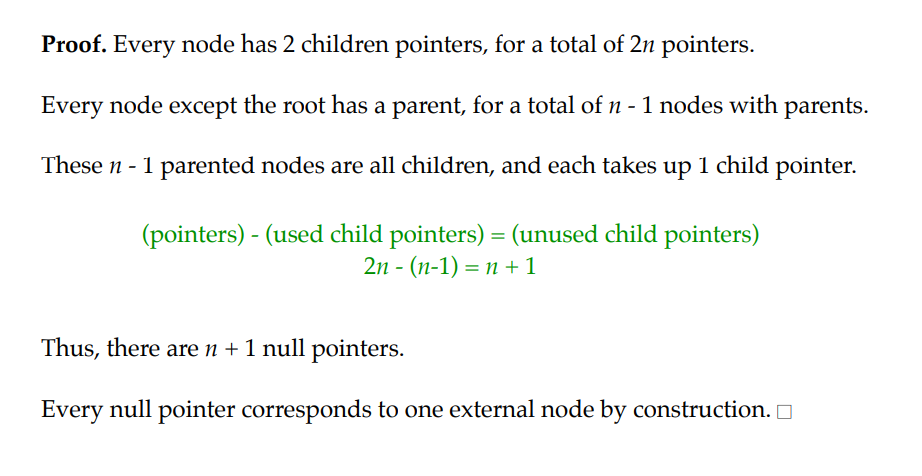 Proof. Every node has 2 children pointers, for a total of 2n pointers.
Every node except the root has a parent, for a total of n - 1 nodes with parents.
These n - 1 parented nodes are all children, and each takes up 1 child pointer.
(pointers) - (used child pointers) = (unused child pointers)
2n - (n-1) = n + 1
Thus, there are n + 1 null pointers.
Every null pointer corresponds to one external node by construction. □